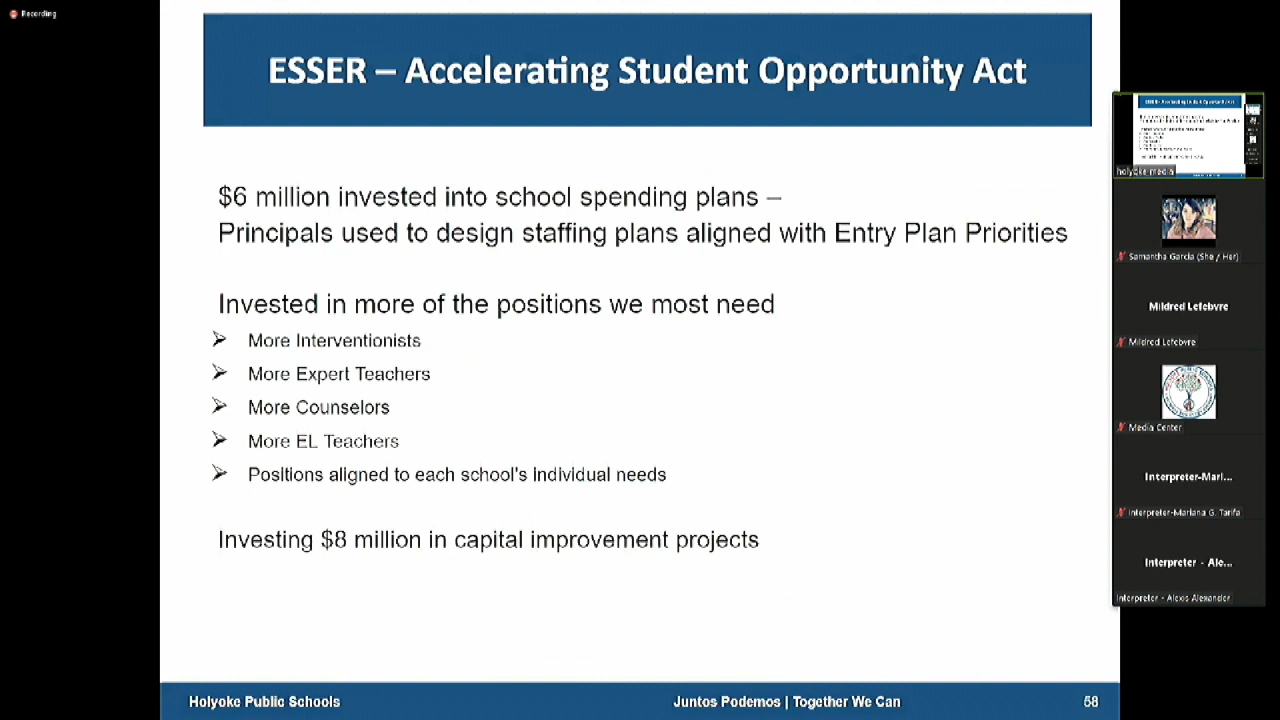 Recording
ESSER – Accelerating Student Opportunity Act
$6 million invested into school spending plans –
Principals used to design staffing plans aligned with Entry Plan Priorities
Invested in more of the positions we most need
➢ More Interventionists
➢ More Expert Teachers
➢ More Counselors
➢ More EL Teachers
➢ Positions aligned to each school's individual needs
Investing $8 million in capital improvement projects
Holyoke Public Schools
Juntos Podemos | Together We Can
58
holyoke media
Samantha Garcia (She / Her)
Mildred Lefebvre
Mildred Lefebvre
Media Center
Interpreter-Mari...
Interpreter-Mariana G. Tarifa
Interpreter - Ale...
Interpreter - Alexis Alexander